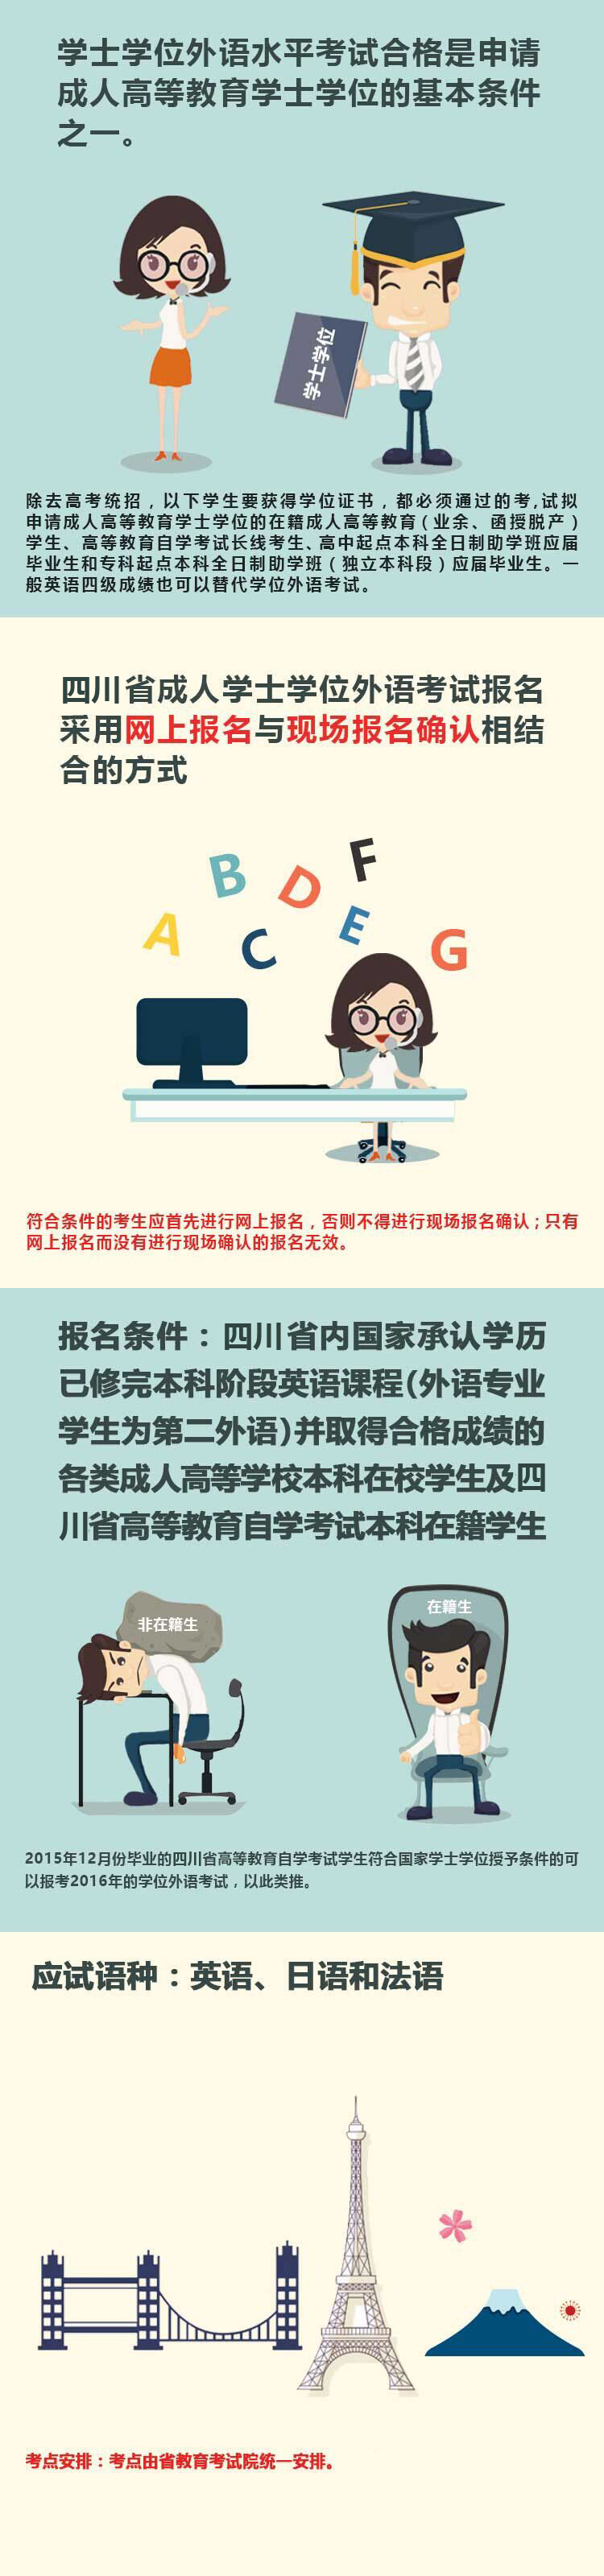 学士学位外语水平考试合格是申请
成人高等教育学士学位的基本条件
之一。
学士学位
除去高考统招，以下学生要获得学位证书，都必须通过的考,试拟
申请成人高等教育学士学位的在籍成人高等教育(业余、函授脱产)
学生、高等教育自学考试长线考生、高中起点本科全日制助学班应届
毕业生和专科起点本科全日制助学班(独立本科段)应届毕业生。一
般英语四级成绩也可以替代学位外语考试。
四川省成人学士学位外语考试报名
采用网上报名与现场报名确认相结
合的方式
A B C D E F G
符合条件的考生应首先进行网上报名，否则不得进行现场报名确认；只有
网上报名而没有进行现场确认的报名无效。
报名条件：四川省内国家承认学历
已修完本科阶段英语课程(外语专业
学生为第二外语)并取得合格成绩的
各类成人高等学校本科在校学生及四
川省高等教育自学考试本科在籍学生
非在籍生
在籍生
2015年12月份毕业的四川省高等教育自学考试学生符合国家学士学位授予条件的可
以报考2016年的学位外语考试，以此类推。
应试语种：英语、日语和法语
考点安排：考点由省教育考试院统一安排。